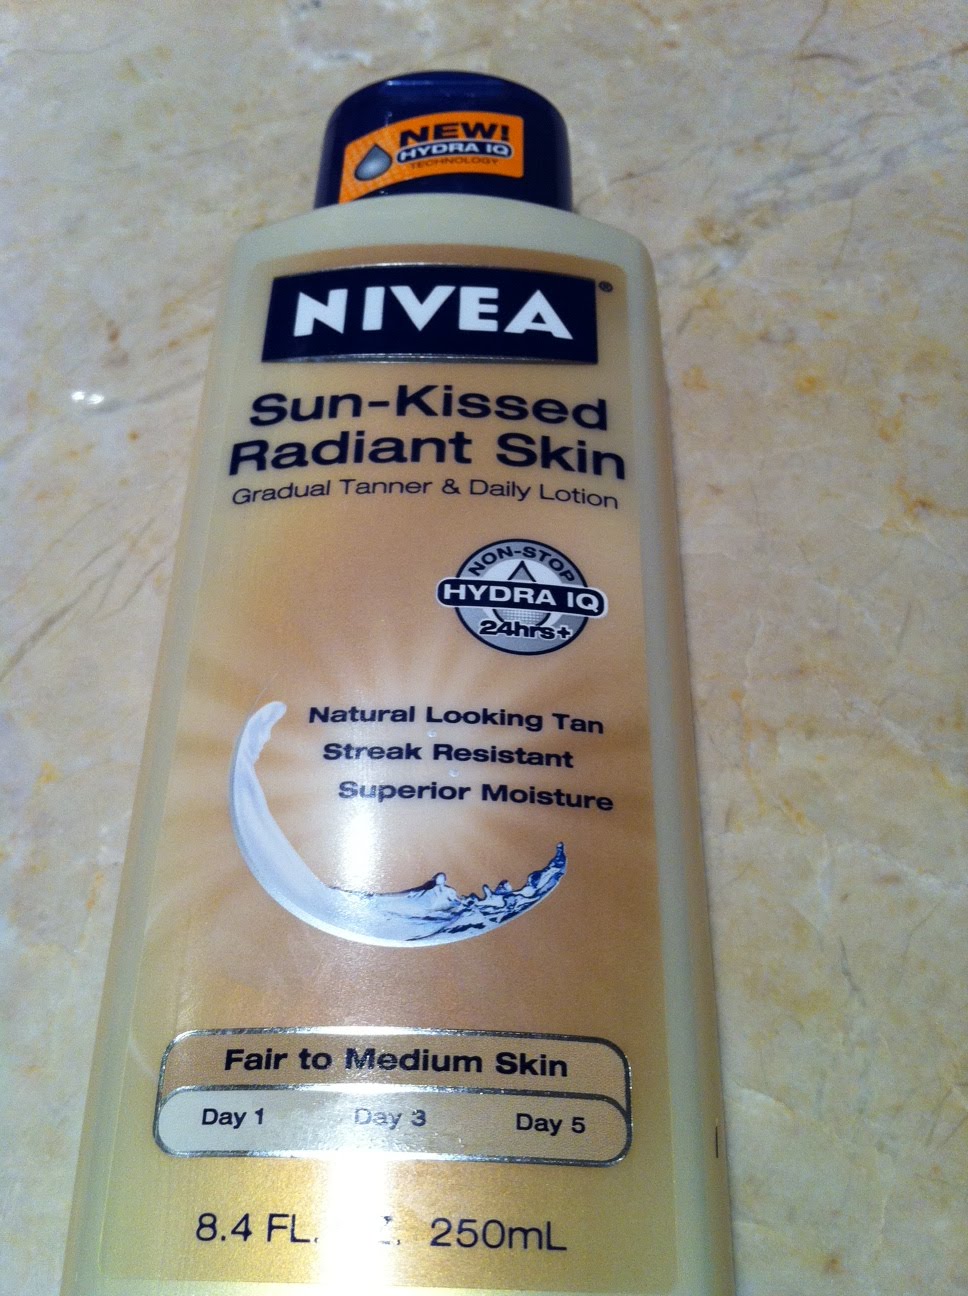 NEW!
HYDRA IQ
TECHNOLOGY
NIVEA®
Sun-Kissed
Radiant Skin
Gradual Tanner & Daily Lotion
NON-STOP
HYDRA IQ
24hrs+
Natural Looking Tan
Streak Resistant
Superior Moisture
Fair to Medium Skin
Day 1 Day 3 Day 5
8.4 FL. 250mL